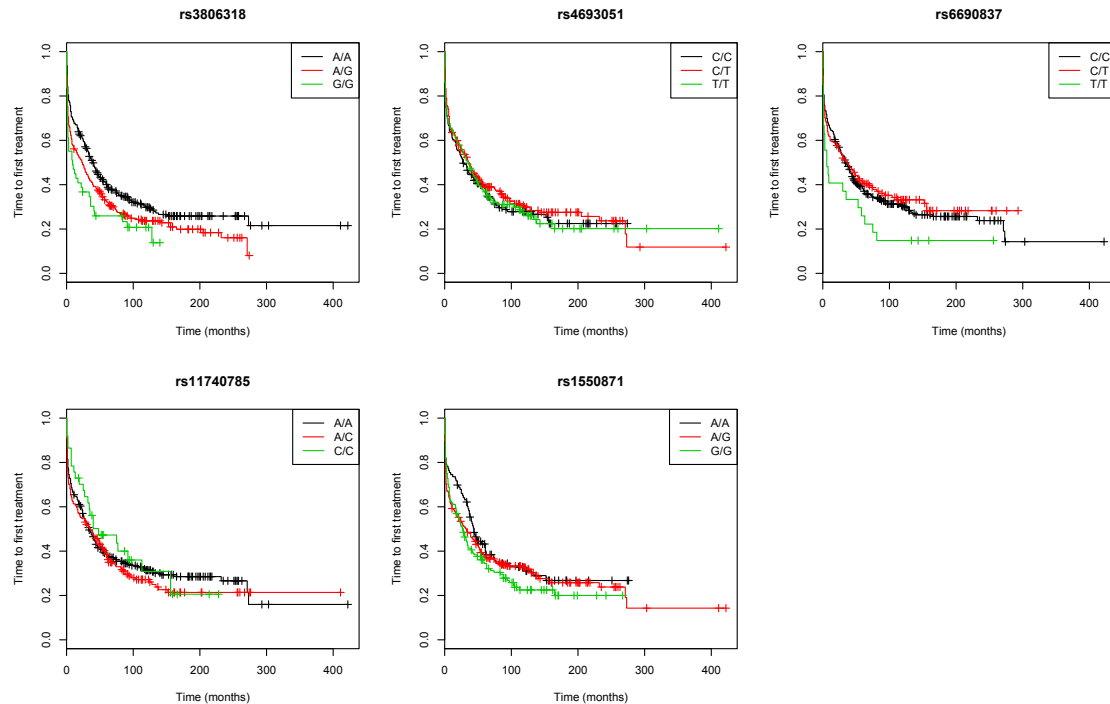 rs3806318
Time to first treatment
1.0
0.8
0.6
0.4
0.2
0.0
A/A
A/G
G/G
0
100
200
300
400
Time (months)
rs4693051
Time to first treatment
1.0
0.8
0.6
0.4
0.2
0.0
C/C
C/T
T/T
0
100
200
300
400
Time (months)
rs6690837
Time to first treatment
1.0
0.8
0.6
0.4
0.2
0.0
C/C
C/T
T/T
0
100
200
300
400
Time (months)
rs11740785
Time to first treatment
1.0
0.8
0.6
0.4
0.2
0.0
A/A
A/C
C/C
0
100
200
300
400
Time (months)
rs1550871
Time to first treatment
1.0
0.8
0.6
0.4
0.2
0.0
A/A
A/G
G/G
0
100
200
300
400
Time (months)